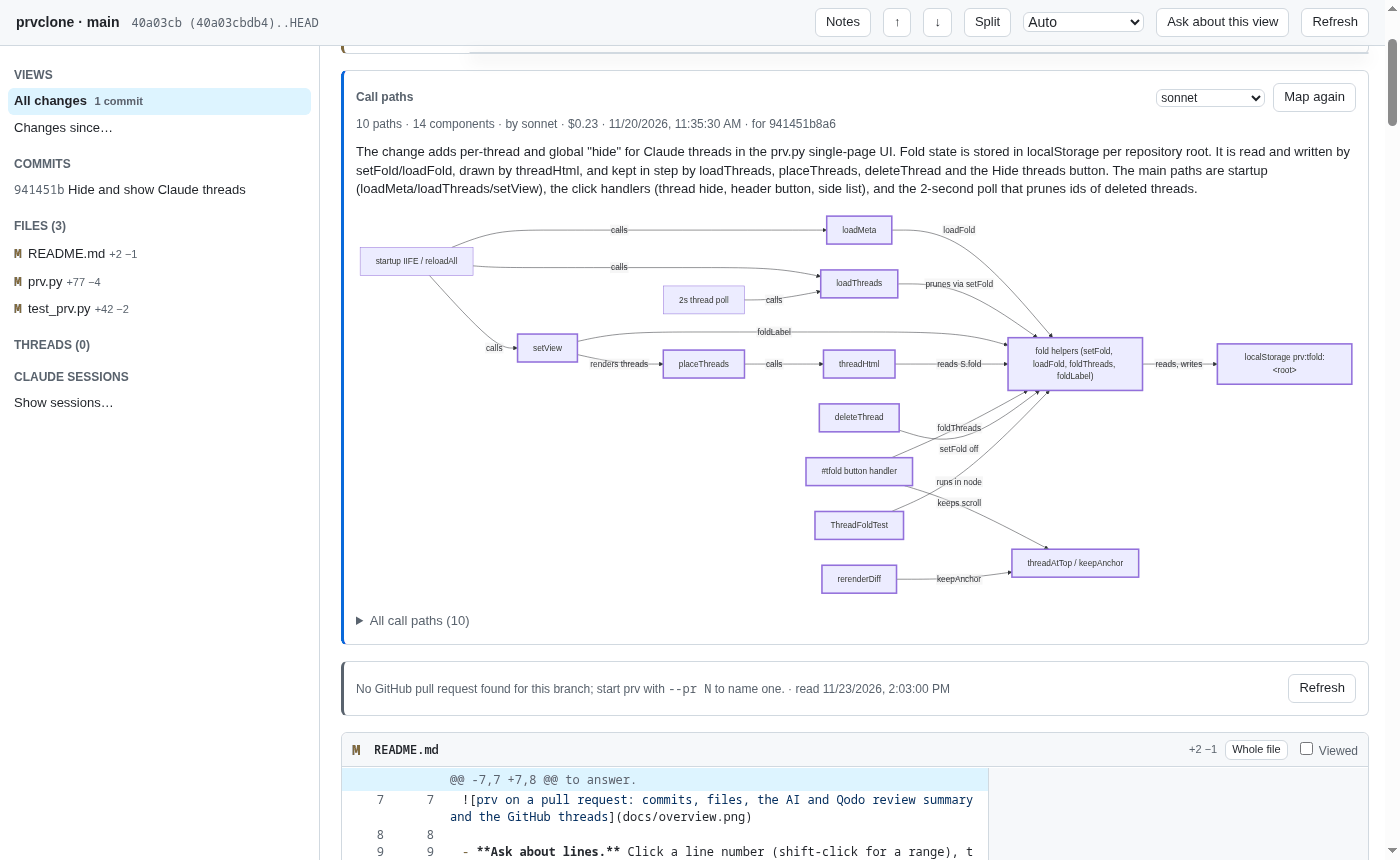 prvclone · main 40a03cb (40a03cbdb4)..HEAD
Notes ↑ ↓ Split Auto Ask about this view Refresh
VIEWS
All changes 1 commit
Changes since…
COMMITS
941451b Hide and show Claude threads
FILES (3)
M README.md +2 −1
M prv.py +77 −4
M test_prv.py +42 −2
THREADS (0)
CLAUDE SESSIONS
Show sessions…
Call paths
sonnet Map again
10 paths · 14 components · by sonnet · $0.23 · 11/20/2026, 11:35:30 AM · for 941451b8a6
The change adds per-thread and global "hide" for Claude threads in the prv.py single-page UI. Fold state is stored in localStorage per repository root. It is read and written by
setFold/loadFold, drawn by threadHtml, and kept in step by loadThreads, placeThreads, deleteThread and the Hide threads button. The main paths are startup
(loadMeta/loadThreads/setView), the click handlers (thread hide, header button, side list), and the 2-second poll that prunes ids of deleted threads.
calls
loadMeta
loadFold
startup IIFE / reloadAll
calls
loadThreads
prunes via setFold
2s thread poll
calls
foldLabel
calls
setView
renders threads
placeThreads
calls
threadHtml
reads S.fold
fold helpers (setFold,
loadFold, foldThreads,
foldLabel)
reads, writes
localStorage prv:tfold:
<root>
deleteThread
foldThreads
setFold off
#tfold button handler
runs in node
keeps scroll
ThreadFoldTest
threadAtTop / keepAnchor
rerenderDiff
keepAnchor
All call paths (10)
No GitHub pull request found for this branch; start prv with --pr N to name one. · read 11/23/2026, 2:03:00 PM
Refresh
M README.md
+2 −1 Whole file Viewed
@@ -7,7 +7,8 @@ to answer.
7 7 ![prv on a pull request: commits, files, the AI and Qodo review summary
and the GitHub threads](docs/overview.png)
8 8
9 9 - **Ask about lines.** Click a line number (shift-click for a range), t